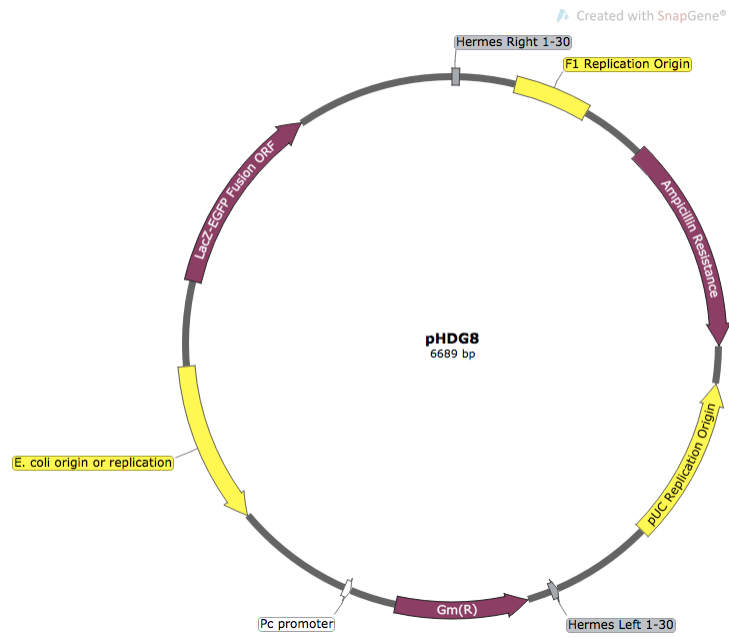 Created with SnapGene®
Hermes Right 1-30
F1 Replication Origin
LacZ-EGFP Fusion ORF
Ampicillin Resistance
pHDG8
6689 bp
pUC Replication Origin
E. coli origin or replication
Gm(R)
Pc promoter
Hermes Left 1-30